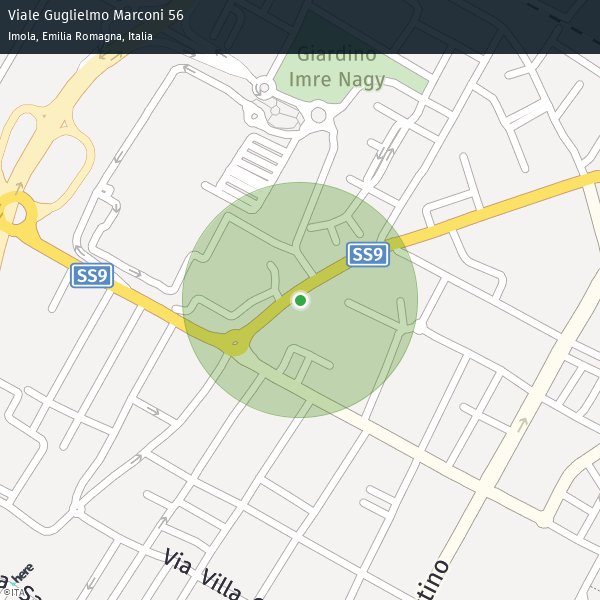 Viale Guglielmo Marconi 56
Imola, Emilia Romagna, Italia
Giardino
Imre Nagy
SS9
SS9
Via Villa
tino
here
©ITA